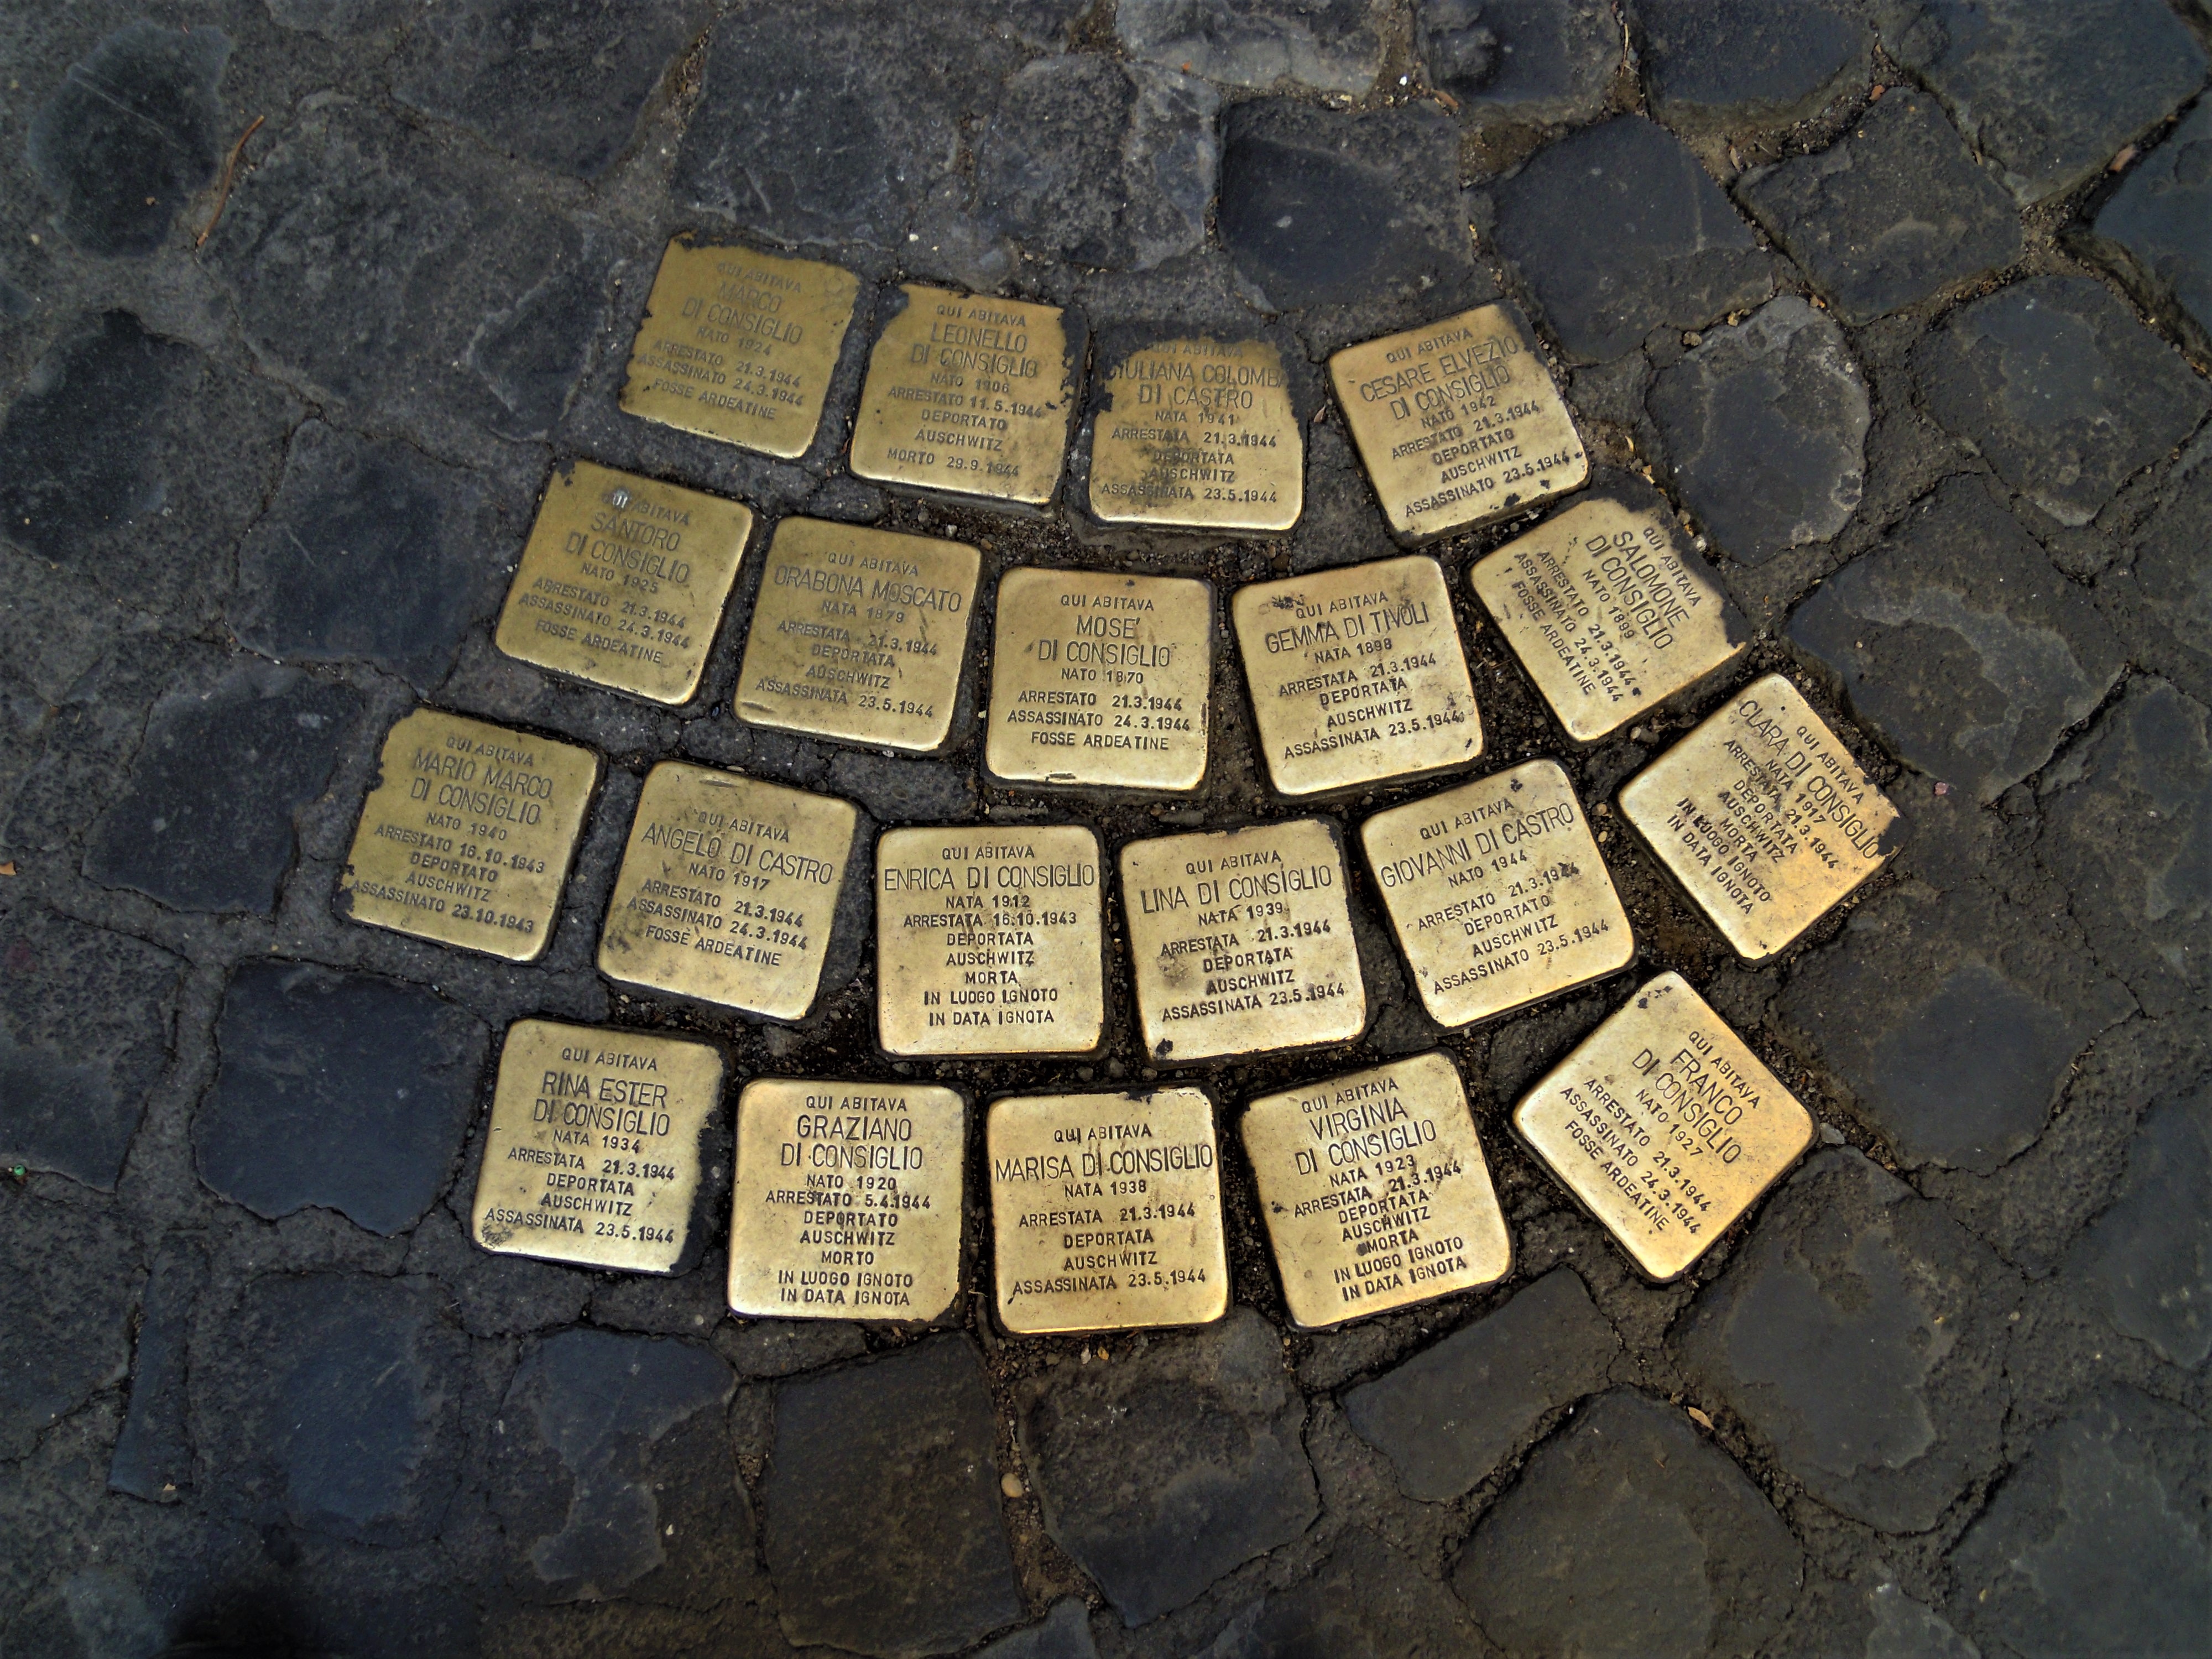 QUI ABITAVA
MARCO
DI CONSIGLIO
NATO 1924
ARRESTATO 21.3.1944
ASSASSINATO 24.3.1944
FOSSE ARDEATINE
QUI ABITAVA
LEONELLO
DI CONSIGLIO
NATO 1906
ARRESTATO 11.5.1944
DEPORTATO
AUSCHWITZ
MORTO 29.9.1944
QUI ABITAVA
GIULIANA COLOMBA
DI CASTRO
NATA 1941
ARRESTATA 21.3.1944
DEPORTATA
AUSCHWITZ
ASSASSINATA 23.5.1944
QUI ABITAVA
CESARE ELVEZIO
DI CONSIGLIO
NATO 1942
ARRESTATO 21.3.1944
DEPORTATO
AUSCHWITZ
ASSASSINATO 23.5.1944
QUI ABITAVA
SANTORO
DI CONSIGLIO
NATO 1925
ARRESTATO 21.3.1944
ASSASSINATO 24.3.1944
FOSSE ARDEATINE
QUI ABITAVA
ORABONA MOSCATO
NATA 1879
ARRESTATA 21.3.1944
DEPORTATA
AUSCHWITZ
ASSASSINATA 23.5.1944
QUI ABITAVA
MOSE'
DI CONSIGLIO
NATO 1870
ARRESTATO 21.3.1944
ASSASSINATO 24.3.1944
FOSSE ARDEATINE
QUI ABITAVA
GEMMA DI TIVOLI
NATA 1898
ARRESTATA 21.3.1944
DEPORTATA
AUSCHWITZ
ASSASSINATA 23.5.1944
QUI ABITAVA
SALOMONE
DI CONSIGLIO
NATO 1899
ARRESTATO 21.3.1944
ASSASSINATO 24.3.1944
FOSSE ARDEATINE
QUI ABITAVA
MARIO MARCO
DI CONSIGLIO
NATO 1940
ARRESTATO 16.10.1943
DEPORTATO
AUSCHWITZ
ASSASSINATO 23.10.1943
QUI ABITAVA
ANGELO DI CASTRO
NATO 1917
ARRESTATO 21.3.1944
ASSASSINATO 24.3.1944
FOSSE ARDEATINE
QUI ABITAVA
ENRICA DI CONSIGLIO
NATA 1912
ARRESTATA 16.10.1943
DEPORTATA
AUSCHWITZ
MORTA
IN LUOGO IGNOTO
IN DATA IGNOTA
QUI ABITAVA
LINA DI CONSIGLIO
NATA 1939
ARRESTATA 21.3.1944
DEPORTATA
AUSCHWITZ
ASSASSINATA 23.5.1944
QUI ABITAVA
GIOVANNI DI CASTRO
NATO 1944
ARRESTATO 21.3.1944
DEPORTATO
AUSCHWITZ
ASSASSINATO 23.5.1944
QUI ABITAVA
CLARA DI CONSIGLIO
NATA 1917
ARRESTATA 21.3.1944
DEPORTATA
AUSCHWITZ
MORTA
IN LUOGO IGNOTO
IN DATA IGNOTA
QUI ABITAVA
RINA ESTER
DI CONSIGLIO
NATA 1934
ARRESTATA 21.3.1944
DEPORTATA
AUSCHWITZ
ASSASSINATA 23.5.1944
QUI ABITAVA
GRAZIANO
DI CONSIGLIO
NATO 1920
ARRESTATO 5.4.1944
DEPORTATO
AUSCHWITZ
MORTO
IN LUOGO IGNOTO
IN DATA IGNOTA
QUI ABITAVA
MARISA DI CONSIGLIO
NATA 1938
ARRESTATA 21.3.1944
DEPORTATA
AUSCHWITZ
ASSASSINATA 23.5.1944
QUI ABITAVA
VIRGINIA
DI CONSIGLIO
NATA 1923
ARRESTATA 21.3.1944
DEPORTATA
AUSCHWITZ
MORTA
IN LUOGO IGNOTO
IN DATA IGNOTA
QUI ABITAVA
FRANCO
DI CONSIGLIO
NATO 1927
ARRESTATO 21.3.1944
ASSASSINATO 24.3.1944
FOSSE ARDEATINE